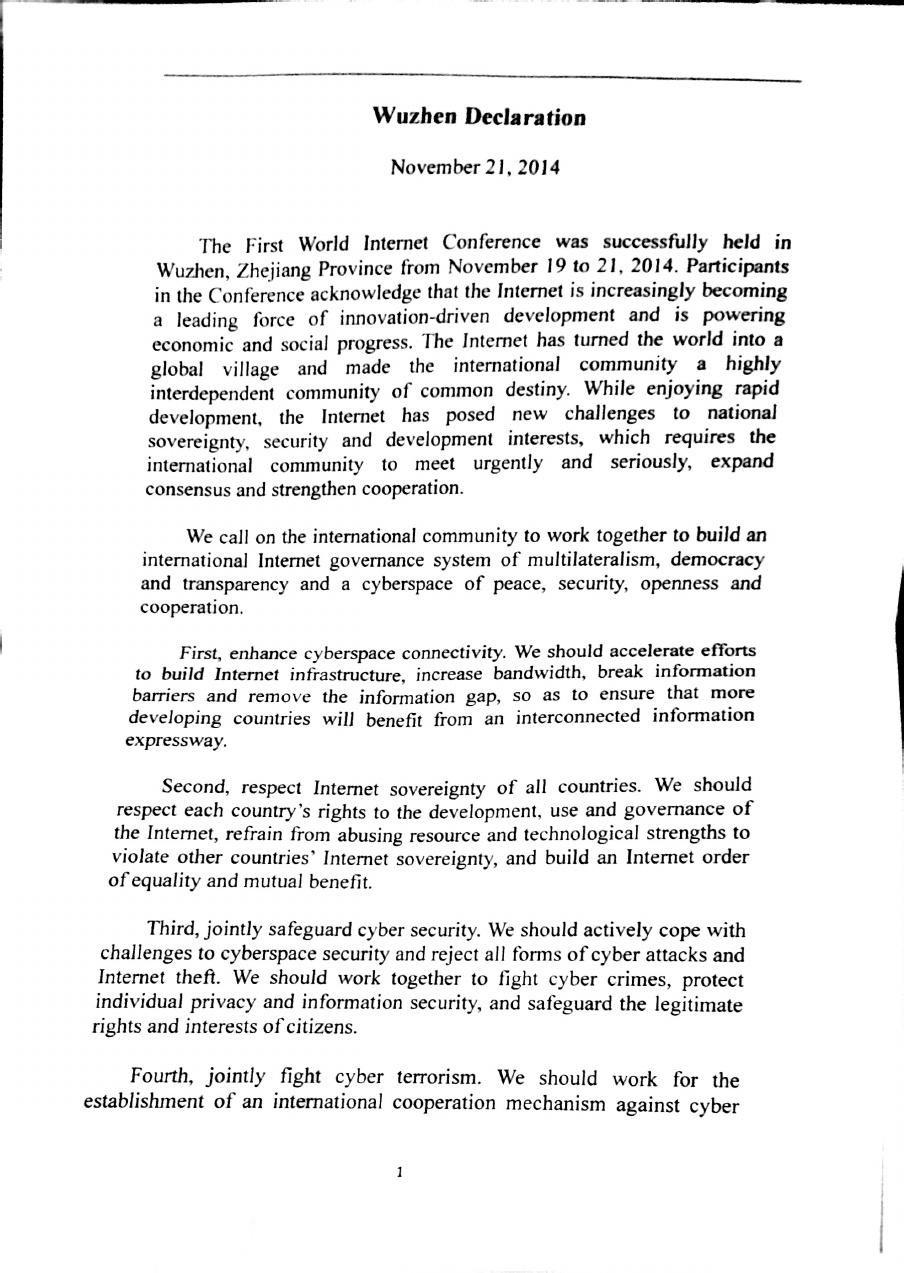 Wuzhen Declaration
November 21, 2014
The First World Internet Conference was successfully held in
Wuzhen, Zhejiang Province from November 19 to 21, 2014. Participants
in the Conference acknowledge that the Internet is increasingly becoming
a leading force of innovation-driven development and is powering
economic and social progress. The Internet has turned the world into a
global village and made the international community a highly
interdependent community of common destiny. While enjoying rapid
development, the Internet has posed new challenges to national
sovereignty, security and development interests, which requires the
international community to meet urgently and seriously, expand
consensus and strengthen cooperation.
We call on the international community to work together to build an
international Internet governance system of multilateralism, democracy
and transparency and a cyberspace of peace, security, openness and
cooperation.
First, enhance cyberspace connectivity. We should accelerate efforts
to build Internet infrastructure, increase bandwidth, break information
barriers and remove the information gap, so as to ensure that more
developing countries will benefit from an interconnected information
expressway.
Second, respect Internet sovereignty of all countries. We should
respect each country's rights to the development, use and governance of
the Internet, refrain from abusing resource and technological strengths to
violate other countries' Internet sovereignty, and build an Internet order
of equality and mutual benefit.
Third, jointly safeguard cyber security. We should actively cope with
challenges to cyberspace security and reject all forms of cyber attacks and
Internet theft. We should work together to fight cyber crimes, protect
individual privacy and information security, and safeguard the legitimate
rights and interests of citizens.
Fourth, jointly fight cyber terrorism. We should work for the
establishment of an international cooperation mechanism against cyber
1